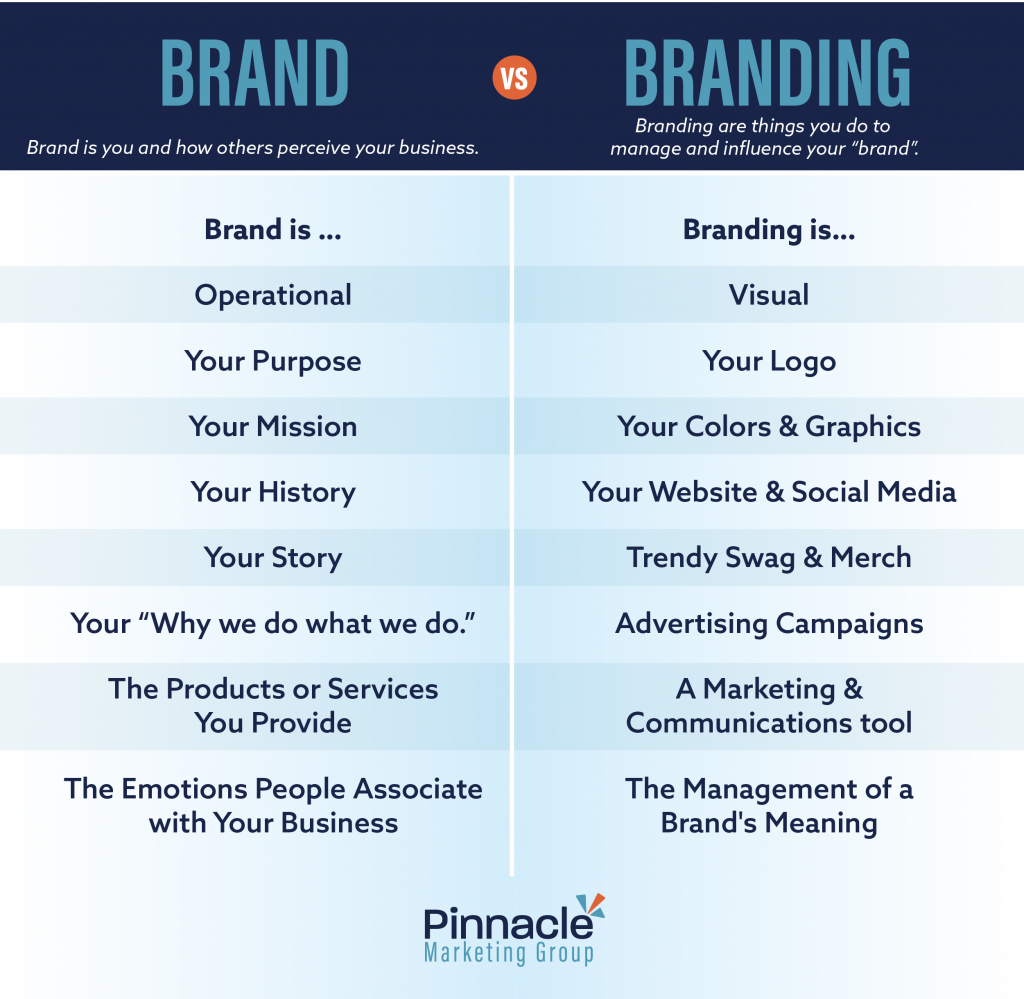 BRAND
VS
BRANDING
Brand is you and how others perceive your business.
Branding are things you do to
manage and influence your “brand”.
Brand is ...
Branding is...
Operational
Visual
Your Purpose
Your Logo
Your Mission
Your Colors & Graphics
Your History
Your Website & Social Media
Your Story
Trendy Swag & Merch
Your “Why we do what we do.”
Advertising Campaigns
The Products or Services
You Provide
A Marketing &
Communications tool
The Emotions People Associate
with Your Business
The Management of a
Brand's Meaning
Pinnacle
Marketing Group